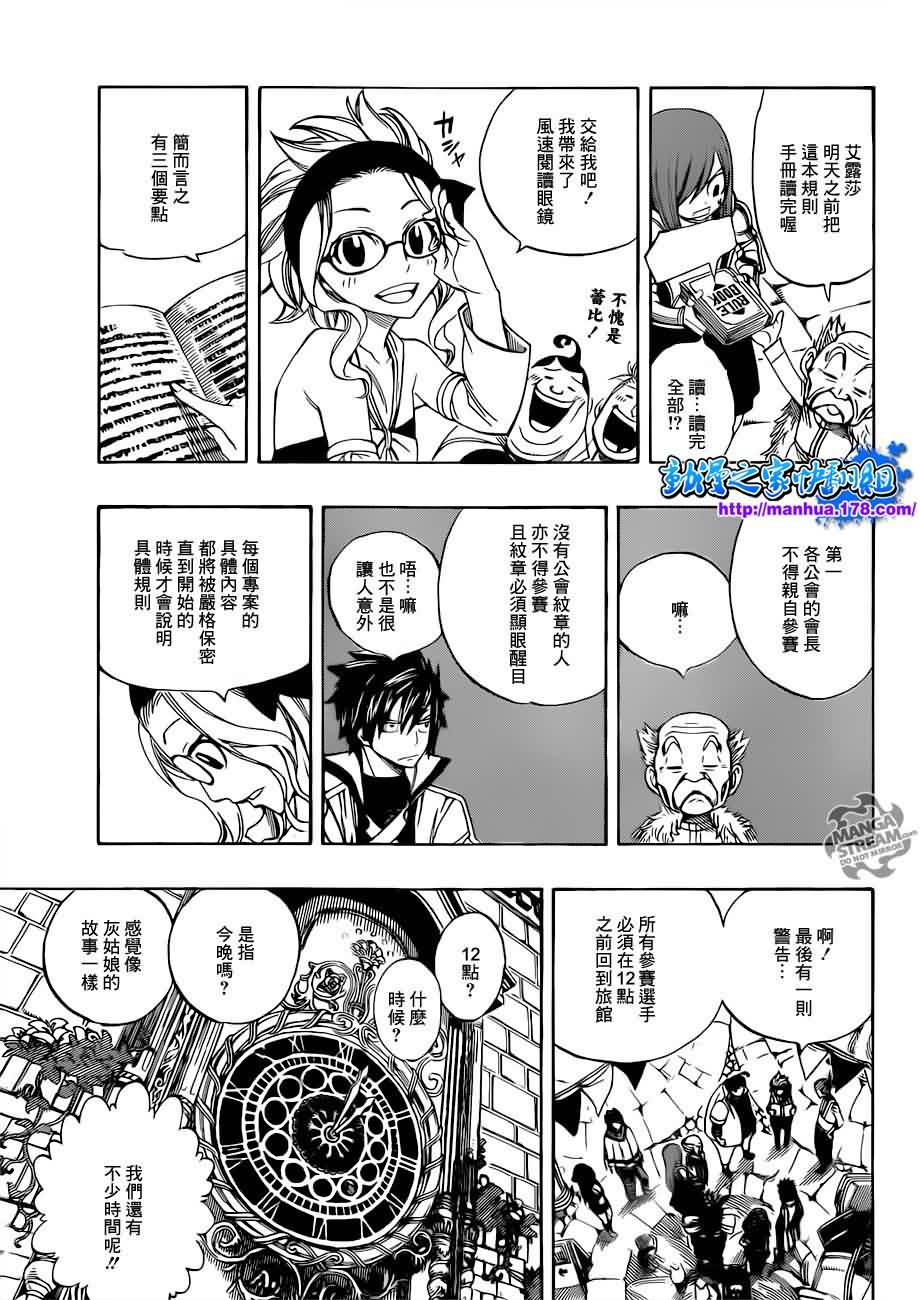 艾露莎
明天之前把
這本規則
手冊讀完喔
RULE
BOOK
讀…讀完
全部!?
交給我吧!
我帶來了
風速閱讀眼鏡
不愧是
蕾比!
簡而言之
有三個要點
動漫之家快翻組
http://manhua.178.com/
第一
各公會的會長
不得親自參賽
嘛…
沒有公會紋章的人
亦不得參賽
且紋章必須顯眼醒目
唔…嘛
也不是很
讓人意外
每個專案的
具體內容
都將被嚴格保密
直到開始的
時候才會說明
具體規則
MANGA
STREAM.com
DO NOT MIRROR
啊!
最後有一則
警告…
所有參賽選手
必須在12點
之前回到旅館
12
點?
什麼
時候?
是指
今晚嗎?
感覺像
灰姑娘的
故事一樣
我們還有
不少時間呢!!